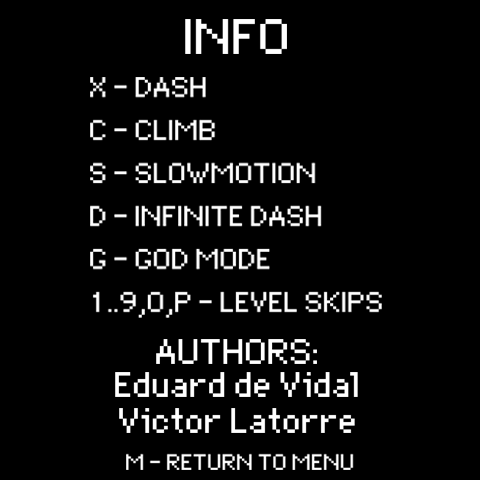 INFO
X - DASH
C - CLIMB
S - SLOWMOTION
D - INFINITE DASH
G - GOD MODE
1..9,0,P - LEVEL SKIPS
AUTHORS:
Eduard de Vidal
Victor Latorre
M - RETURN TO MENU